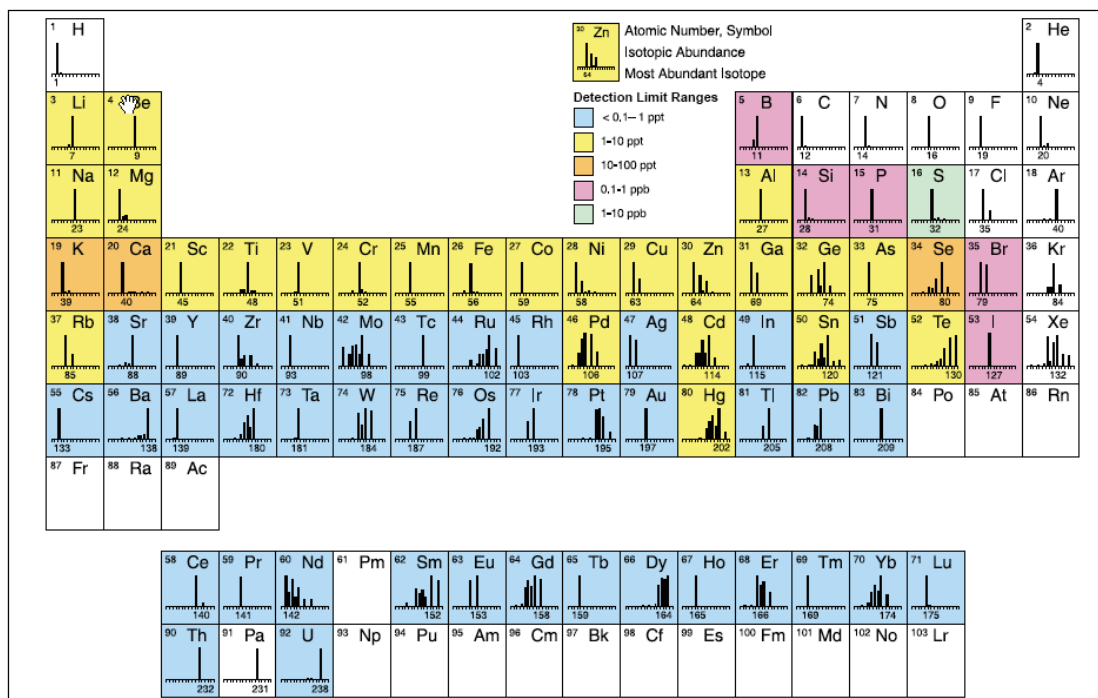 1 H
1
30 Zn
64
Atomic Number, Symbol
Isotopic Abundance
Most Abundant Isotope
2 He
4
3 Li
7
4 Be
9
Detection Limit Ranges
< 0.1– 1 ppt
1-10 ppt
10-100 ppt
0.1-1 ppb
1-10 ppb
5 B
11
6 C
12
7 N
14
8 O
16
9 F
19
10 Ne
20
11 Na
23
12 Mg
24
13 Al
27
14 Si
28
15 P
31
16 S
32
17 Cl
35
18 Ar
40
19 K
39
20 Ca
40
21 Sc
45
22 Ti
48
23 V
51
24 Cr
52
25 Mn
55
26 Fe
56
27 Co
59
28 Ni
58
29 Cu
63
30 Zn
64
31 Ga
69
32 Ge
74
33 As
75
34 Se
80
35 Br
79
36 Kr
84
37 Rb
85
38 Sr
88
39 Y
89
40 Zr
90
41 Nb
93
42 Mo
98
43 Tc
99
44 Ru
102
45 Rh
103
46 Pd
106
47 Ag
107
48 Cd
114
49 In
115
50 Sn
120
51 Sb
121
52 Te
130
53 I
127
54 Xe
132
55 Cs
133
56 Ba
138
57 La
139
72 Hf
180
73 Ta
181
74 W
184
75 Re
187
76 Os
192
77 Ir
193
78 Pt
195
79 Au
197
80 Hg
202
81 Tl
205
82 Pb
208
83 Bi
209
84 Po
85 At
86 Rn
87 Fr
88 Ra
89 Ac
58 Ce
140
59 Pr
141
60 Nd
142
61 Pm
62 Sm
152
63 Eu
153
64 Gd
158
65 Tb
159
66 Dy
164
67 Ho
165
68 Er
166
69 Tm
169
70 Yb
174
71 Lu
175
90 Th
232
91 Pa
231
92 U
238
93 Np
94 Pu
95 Am
96 Cm
97 Bk
98 Cf
99 Es
100 Fm
101 Md
102 No
103 Lr